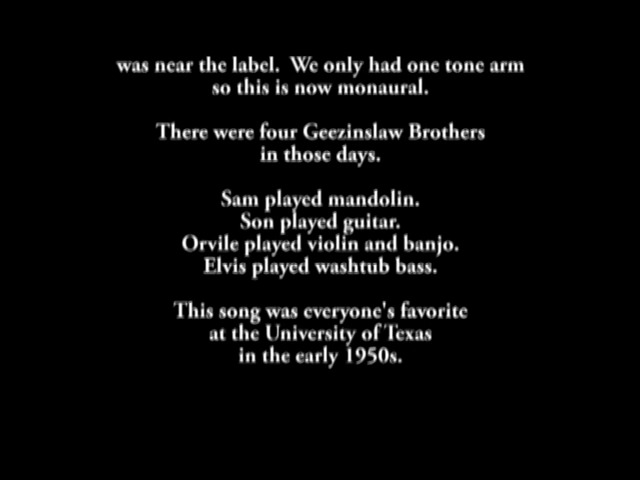 was near the label.  We only had one tone arm
so this is now monaural.
There were four Geezinslaw Brothers
in those days.
Sam played mandolin.
Son played guitar.
Orvile played violin and banjo.
Elvis played washtub bass.
This song was everyone's favorite
at the University of Texas
in the early 1950s.